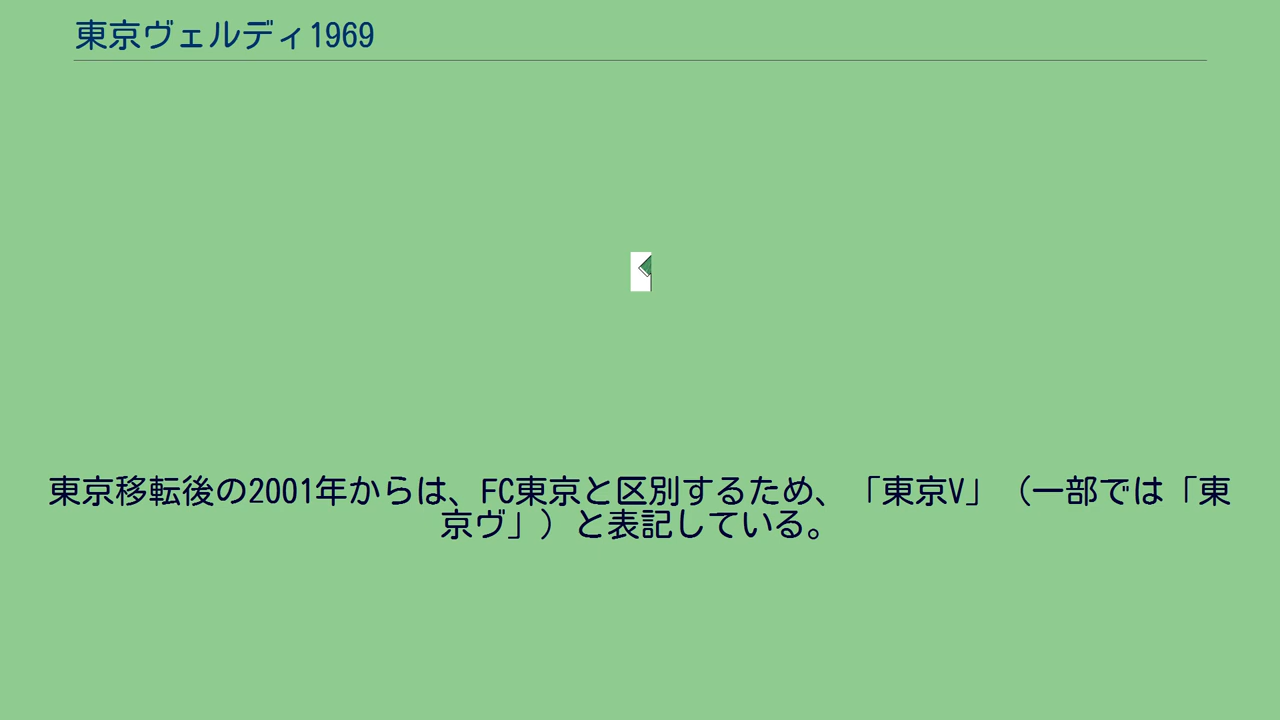 東京ヴェルディ1969
東京移転後の2001年からは、FC東京と区別するため、「東京V」（一部では「東
京ヴ」）と表記している。